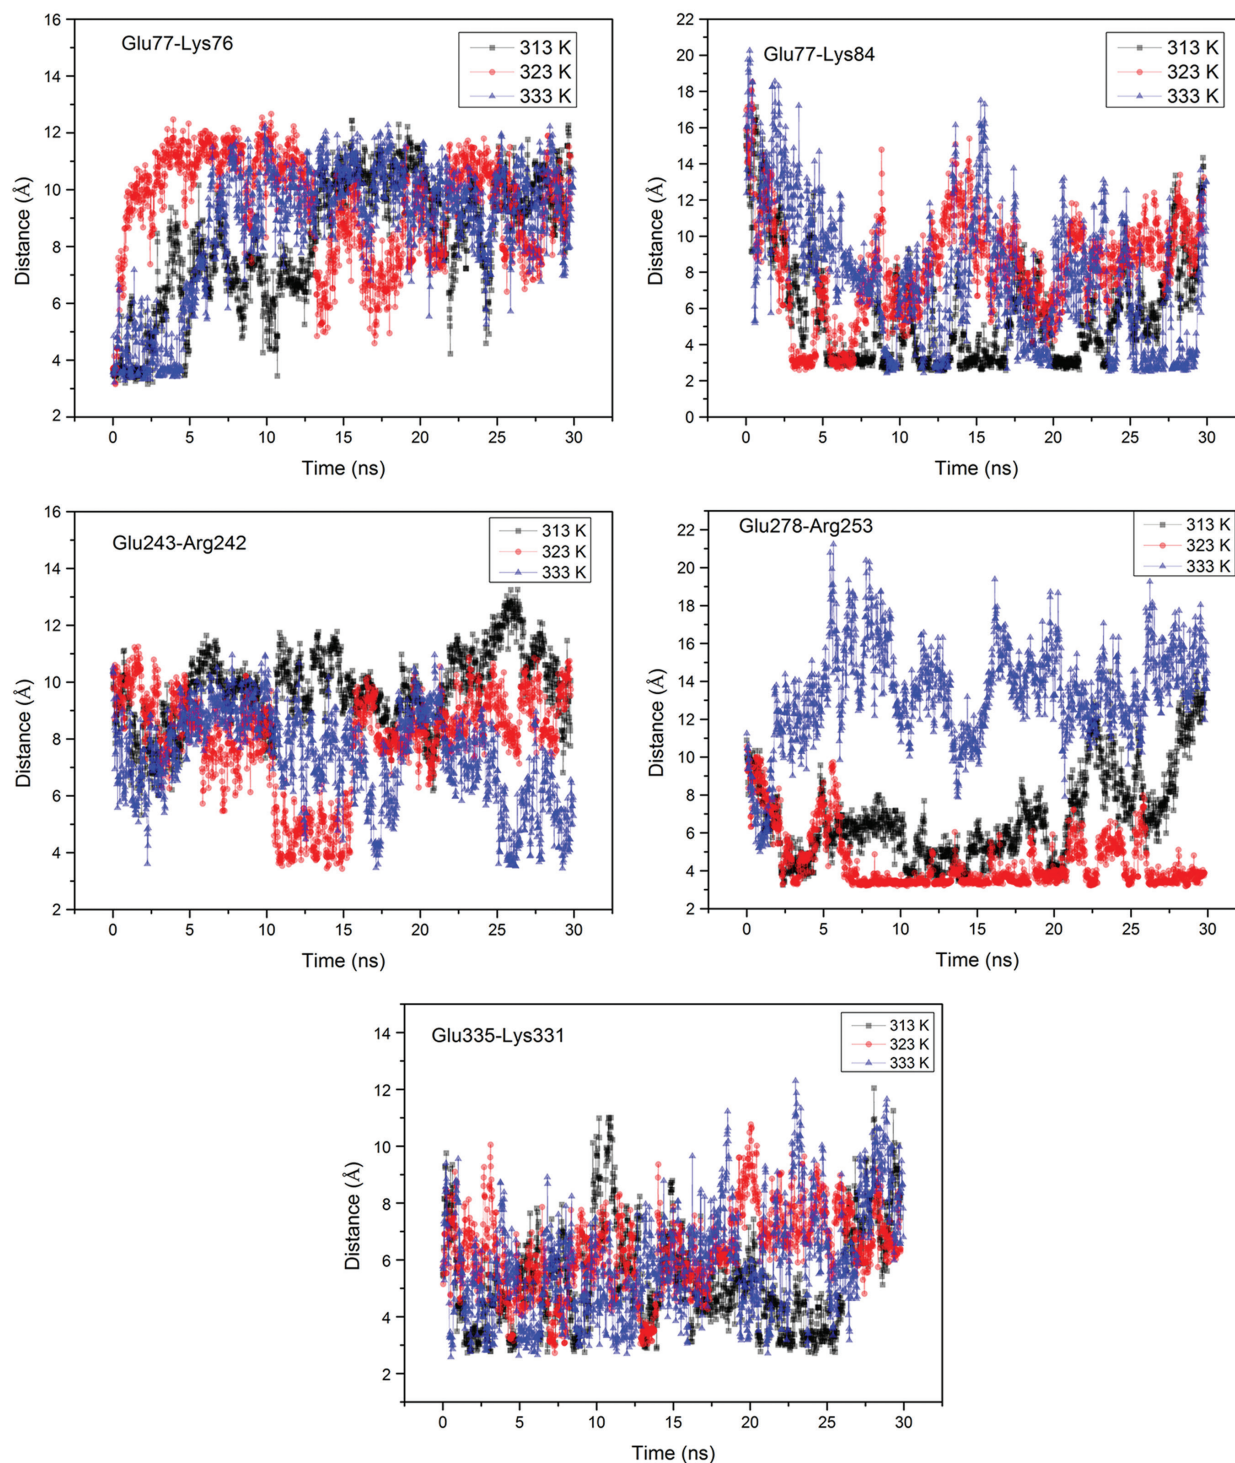 Glu77-Lys76
313 K
323 K
333 K
16
14
12
10
8
6
4
2
Distance (Å)
0 5 10 15 20 25 30
Time (ns)
Glu77-Lys84
313 K
323 K
333 K
22
20
18
16
14
12
10
8
6
4
2
0
Distance (Å)
0 5 10 15 20 25 30
Time (ns)
Glu243-Arg242
313 K
323 K
333 K
16
14
12
10
8
6
4
2
Distance (Å)
0 5 10 15 20 25 30
Time (ns)
Glu278-Arg253
313 K
323 K
333 K
22
20
18
16
14
12
10
8
6
4
2
Distance (Å)
0 5 10 15 20 25 30
Time (ns)
Glu335-Lys331
313 K
323 K
333 K
14
12
10
8
6
4
2
Distance (Å)
0 5 10 15 20 25 30
Time (ns)